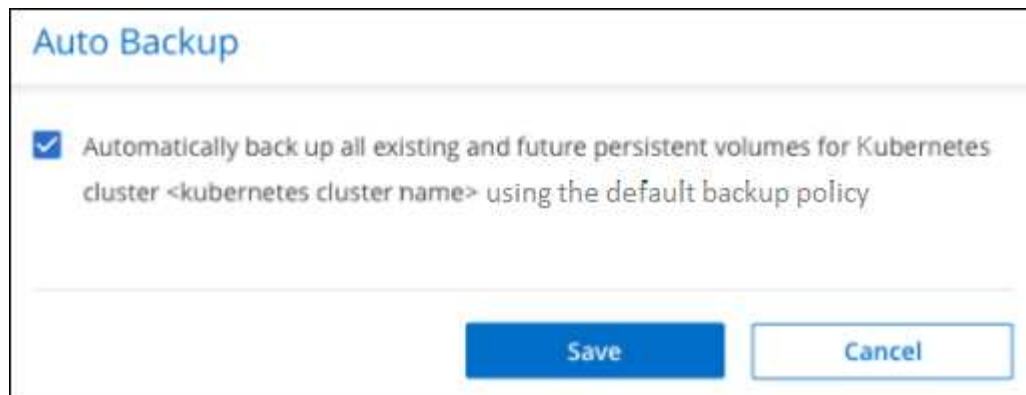 Auto Backup
Automatically back up all existing and future persistent volumes for Kubernetes
cluster <kubernetes cluster name> using the default backup policy
Save
Cancel